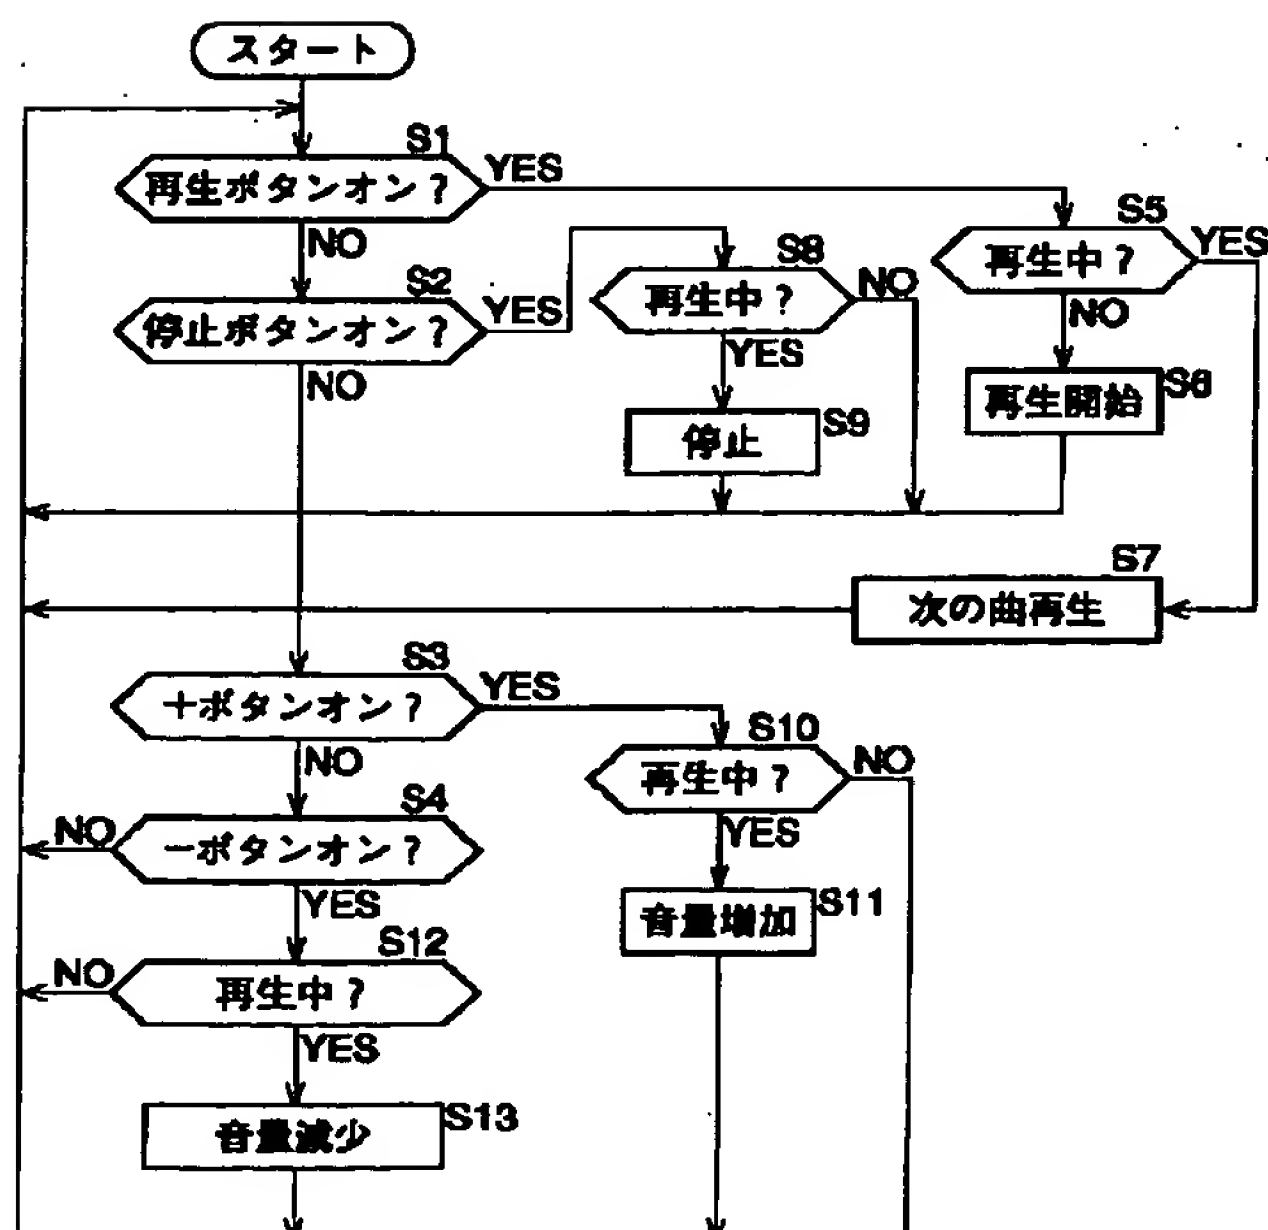 スタート
S1
再生ボタンオン？
YES
NO
S2
停止ボタンオン？
YES
NO
S8
再生中？
NO
YES
S9
停止
S5
再生中？
YES
NO
S6
再生開始
S7
次の曲再生
S3
＋ボタンオン？
YES
NO
S10
再生中？
NO
YES
S11
音量増加
S4
－ボタンオン？
NO
YES
S12
再生中？
NO
YES
S13
音量減少